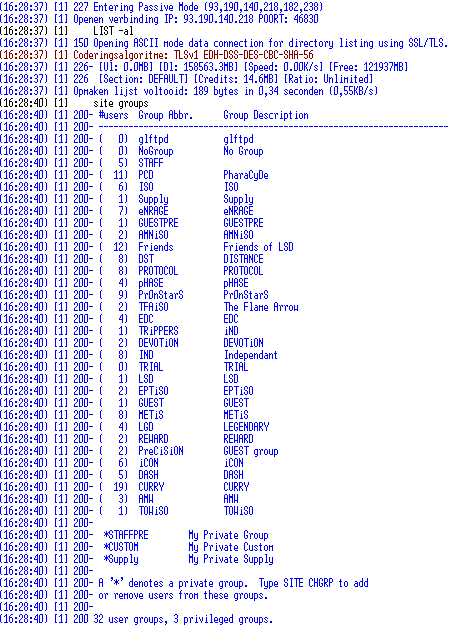 (16:28:37) [1] 227 Entering Passive Mode (93,190,140,218,182,238)
(16:28:37) [1] Openen verbinding IP: 93.190.140.218 POORT: 46830
(16:28:37) [1]       LIST -al
(16:28:37) [1] 150 Opening ASCII mode data connection for directory listing using SSL/TLS.
(16:28:37) [1] Coderingsalgoritme: TLSv1 EDH-DSS-DES-CBC-SHA-56
(16:28:37) [1] 226- [Ul: 0.0MB] [Dl: 158563.3MB] [Speed: 0.00K/s] [Free: 121937MB]
(16:28:37) [1] 226  [Section: DEFAULT] [Credits: 14.6MB] [Ratio: Unlimited]
(16:28:37) [1] Opmaken lijst voltooid: 189 bytes in 0,34 seconden (0,55KB/s)
(16:28:40) [1]       site groups
(16:28:40) [1] 200- #users  Group Abbr.      Group Description
(16:28:40) [1] 200- ----------------------------------------------------------------
(16:28:40) [1] 200- (   0)  glftpd           glftpd
(16:28:40) [1] 200- (   0)  NoGroup          No Group
(16:28:40) [1] 200- (   5)  STAFF
(16:28:40) [1] 200- (  11)  PCD              PharaCyDe
(16:28:40) [1] 200- (   6)  ISO              ISO
(16:28:40) [1] 200- (   1)  Supply           Supply
(16:28:40) [1] 200- (   7)  eNRAGE           eNRAGE
(16:28:40) [1] 200- (   1)  GUESTPRE         GUESTPRE
(16:28:40) [1] 200- (   2)  AMNiSO           AMNiSO
(16:28:40) [1] 200- (  12)  Friends          Friends of LSD
(16:28:40) [1] 200- (   8)  DST              DISTANCE
(16:28:40) [1] 200- (   8)  PROTOCOL         PROTOCOL
(16:28:40) [1] 200- (   4)  pHASE            pHASE
(16:28:40) [1] 200- (   9)  Pr0nStarS        Pr0nStarS
(16:28:40) [1] 200- (   2)  TFAiSO           The Flame Arrow
(16:28:40) [1] 200- (   4)  EDC              EDC
(16:28:40) [1] 200- (   1)  TRiPPERS         iND
(16:28:40) [1] 200- (   2)  DEVOTiON         DEVOTiON
(16:28:40) [1] 200- (   8)  IND              Independant
(16:28:40) [1] 200- (   0)  TRIAL            TRIAL
(16:28:40) [1] 200- (   1)  LSD              LSD
(16:28:40) [1] 200- (   2)  EPTiSO           EPTiSO
(16:28:40) [1] 200- (   1)  GUEST            GUEST
(16:28:40) [1] 200- (   8)  METiS            METiS
(16:28:40) [1] 200- (   4)  LGD              LEGENDARY
(16:28:40) [1] 200- (   2)  REWARD           REWARD
(16:28:40) [1] 200- (   2)  PreCiSiON        GUEST group
(16:28:40) [1] 200- (   6)  iCON             iCON
(16:28:40) [1] 200- (   5)  DASH             DASH
(16:28:40) [1] 200- (  19)  CURRY            CURRY
(16:28:40) [1] 200- (   3)  AMW              AMW
(16:28:40) [1] 200- (   1)  TOWiSO           TOWiSO
(16:28:40) [1] 200-
(16:28:40) [1] 200-  *STAFFPRE        My Private Group
(16:28:40) [1] 200-  *CUSTOM          My Private Custom
(16:28:40) [1] 200-  *Supply          My Private Supply
(16:28:40) [1] 200-
(16:28:40) [1] 200- A '*' denotes a private group.  Type SITE CHGRP to add
(16:28:40) [1] 200- or remove users from these groups.
(16:28:40) [1] 200-
(16:28:40) [1] 200 32 user groups, 3 privileged groups.